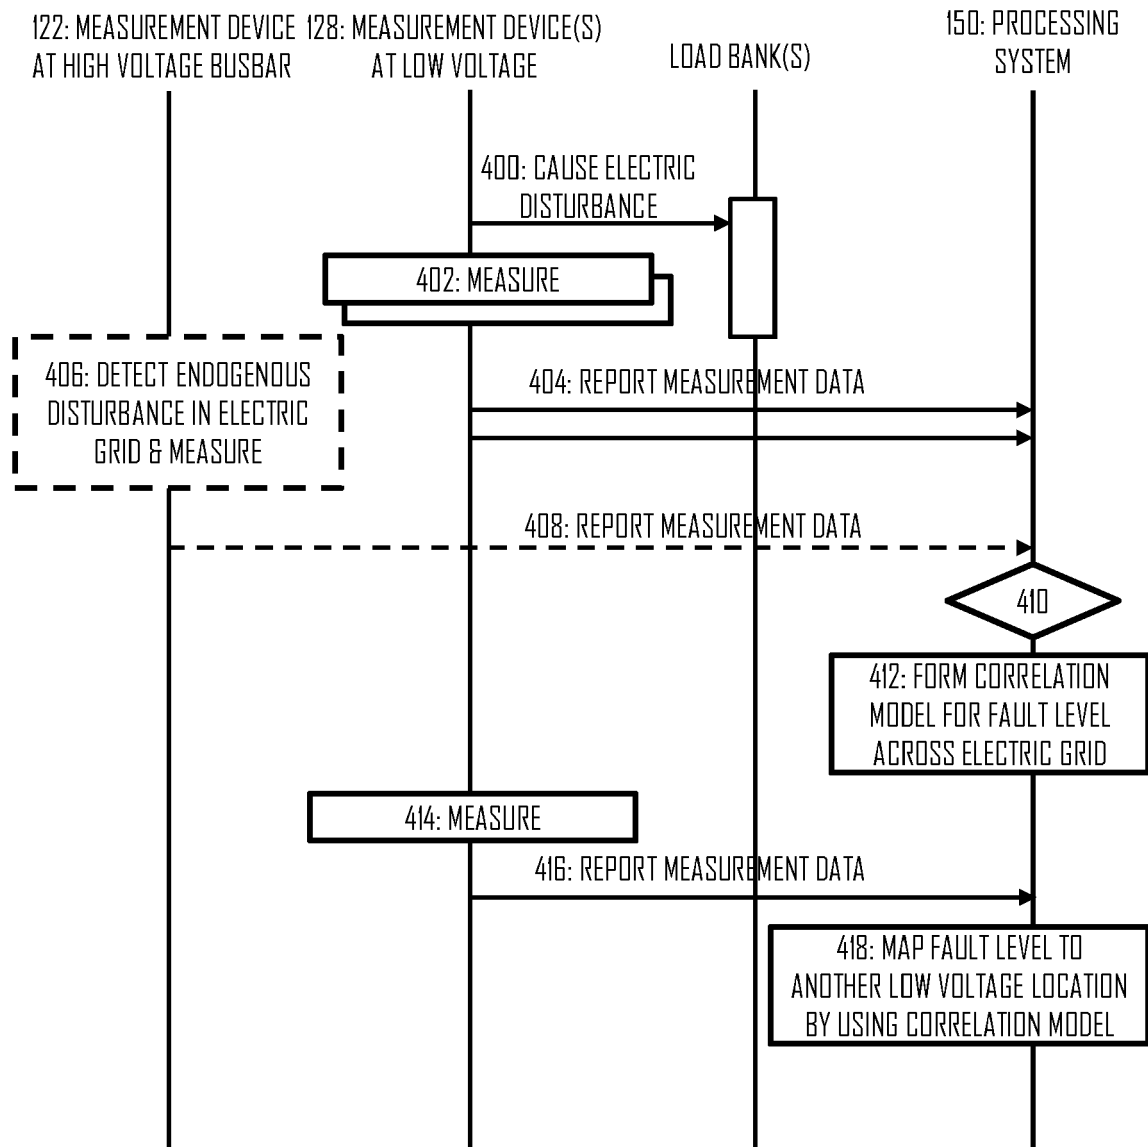 122: MEASUREMENT DEVICE
AT HIGH VOLTAGE BUSBAR
128: MEASUREMENT DEVICE(S)
AT LOW VOLTAGE
LOAD BANK(S)
150: PROCESSING
SYSTEM
400: CAUSE ELECTRIC
DISTURBANCE
402: MEASURE
404: REPORT MEASUREMENT DATA
406: DETECT ENDOGENOUS
DISTURBANCE IN ELECTRIC
GRID & MEASURE
408: REPORT MEASUREMENT DATA
410
412: FORM CORRELATION
MODEL FOR FAULT LEVEL
ACROSS ELECTRIC GRID
414: MEASURE
416: REPORT MEASUREMENT DATA
418: MAP FAULT LEVEL TO
ANOTHER LOW VOLTAGE LOCATION
BY USING CORRELATION MODEL